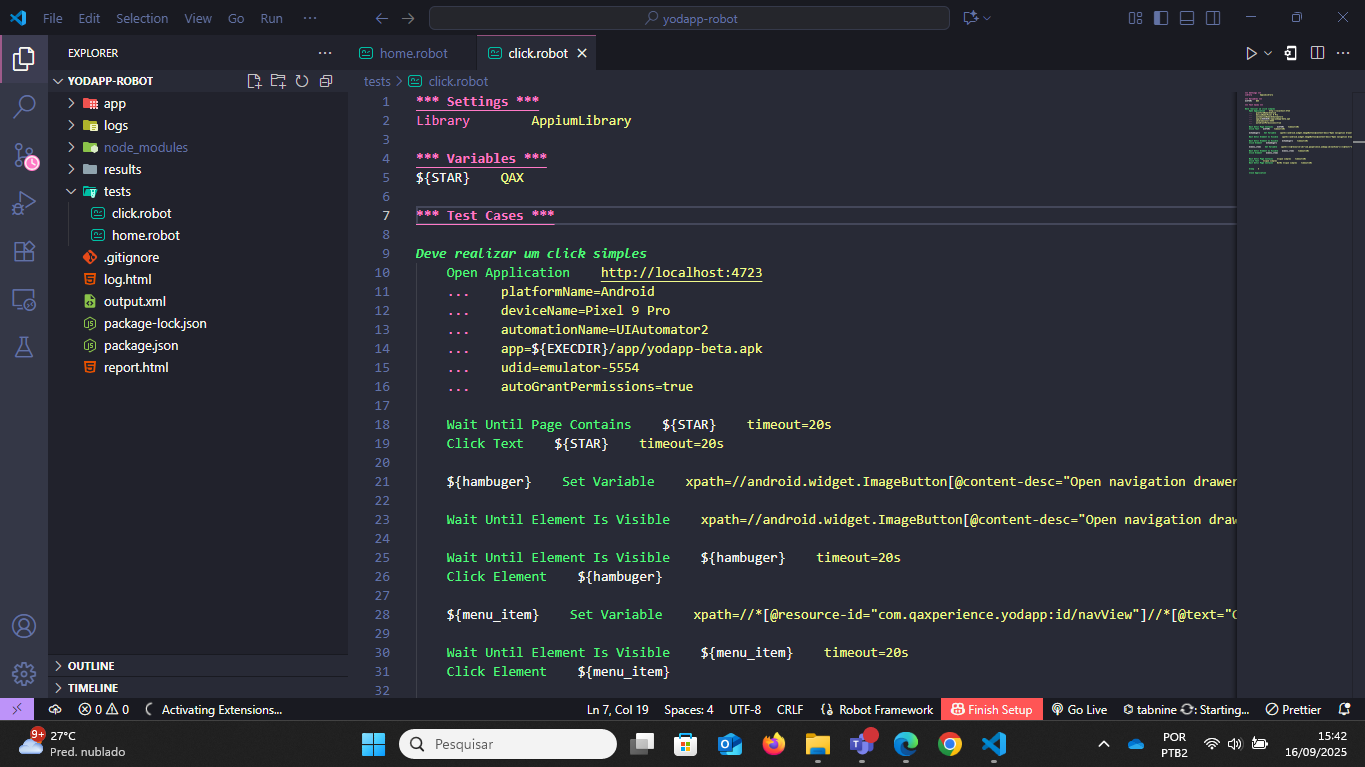 File Edit Selection View Go Run ···
yodapp-robot
EXPLORER
home.robot
click.robot
YODAPP-ROBOT
tests > click.robot
app
logs
node_modules
results
tests
click.robot
home.robot
.gitignore
log.html
output.xml
package-lock.json
package.json
report.html
OUTLINE
TIMELINE
1 *** Settings ***
2 Library AppiumLibrary
3
4 *** Variables ***
5 ${STAR} QAX
6
7 *** Test Cases ***
8
9 Deve realizar um click simples
10 Open Application http://localhost:4723
11 ... platformName=Android
12 ... deviceName=Pixel 9 Pro
13 ... automationName=UIAutomator2
14 ... app=${EXECDIR}/app/yodapp-beta.apk
15 ... udid=emulator-5554
16 ... autoGrantPermissions=true
17
18 Wait Until Page Contains ${STAR} timeout=20s
19 Click Text ${STAR} timeout=20s
20
21 ${hambuger} Set Variable xpath=//android.widget.ImageButton[@content-desc="Open navigation drawer
22
23 Wait Until Element Is Visible xpath=//android.widget.ImageButton[@content-desc="Open navigation draw
24
25 Wait Until Element Is Visible ${hambuger} timeout=20s
26 Click Element ${hambuger}
27
28 ${menu_item} Set Variable xpath=//*[@resource-id="com.qaxperience.yodapp:id/navView"]//*[@text="C
29
30 Wait Until Element Is Visible ${menu_item} timeout=20s
31 Click Element ${menu_item}
32
0 0 Activating Extensions...
Ln 7, Col 19 Spaces: 4 UTF-8 CRLF Robot Framework Finish Setup Go Live tabnine Starting... Prettier
9+
27°C
Pred. nublado
Pesquisar
POR
PTB2
15:42
16/09/2025